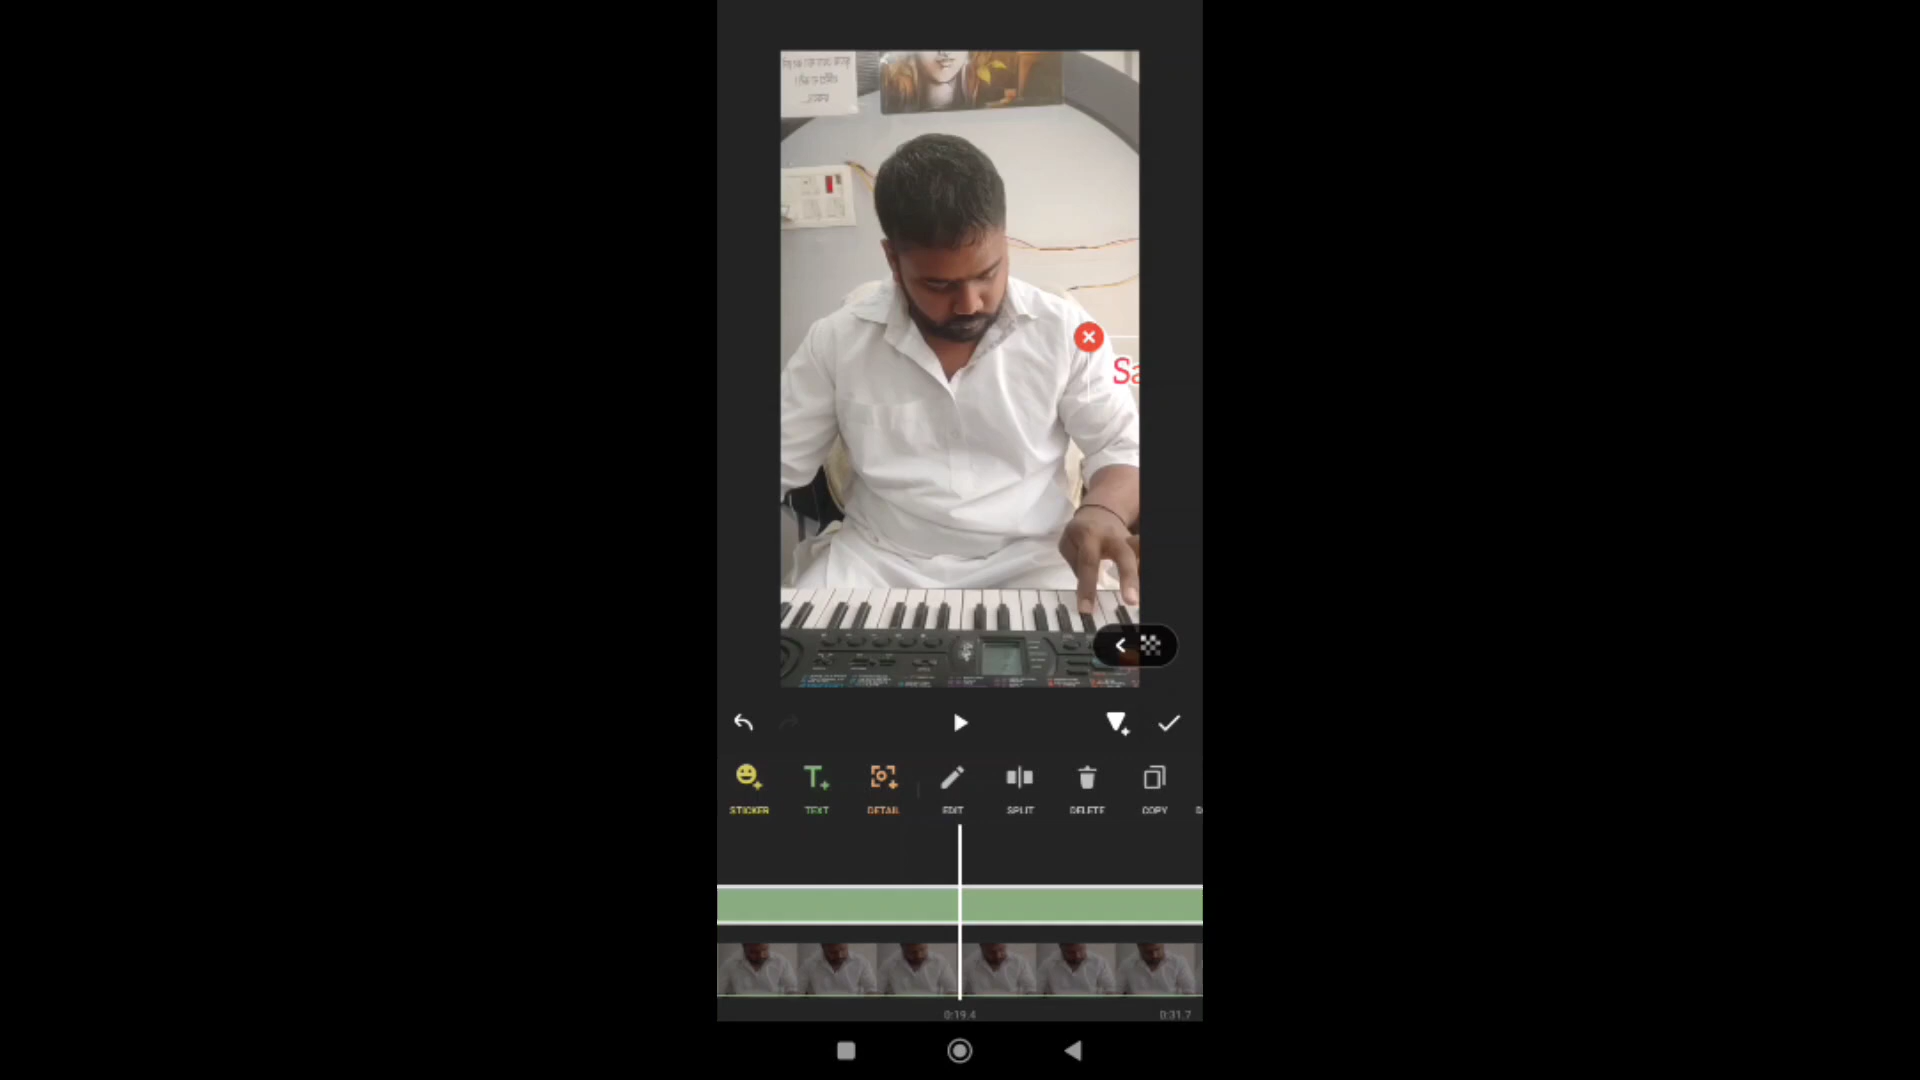 Sa
STICKER
TEXT
DETAIL
EDIT
SPLIT
DELETE
COPY
0:19.4
0:31.7